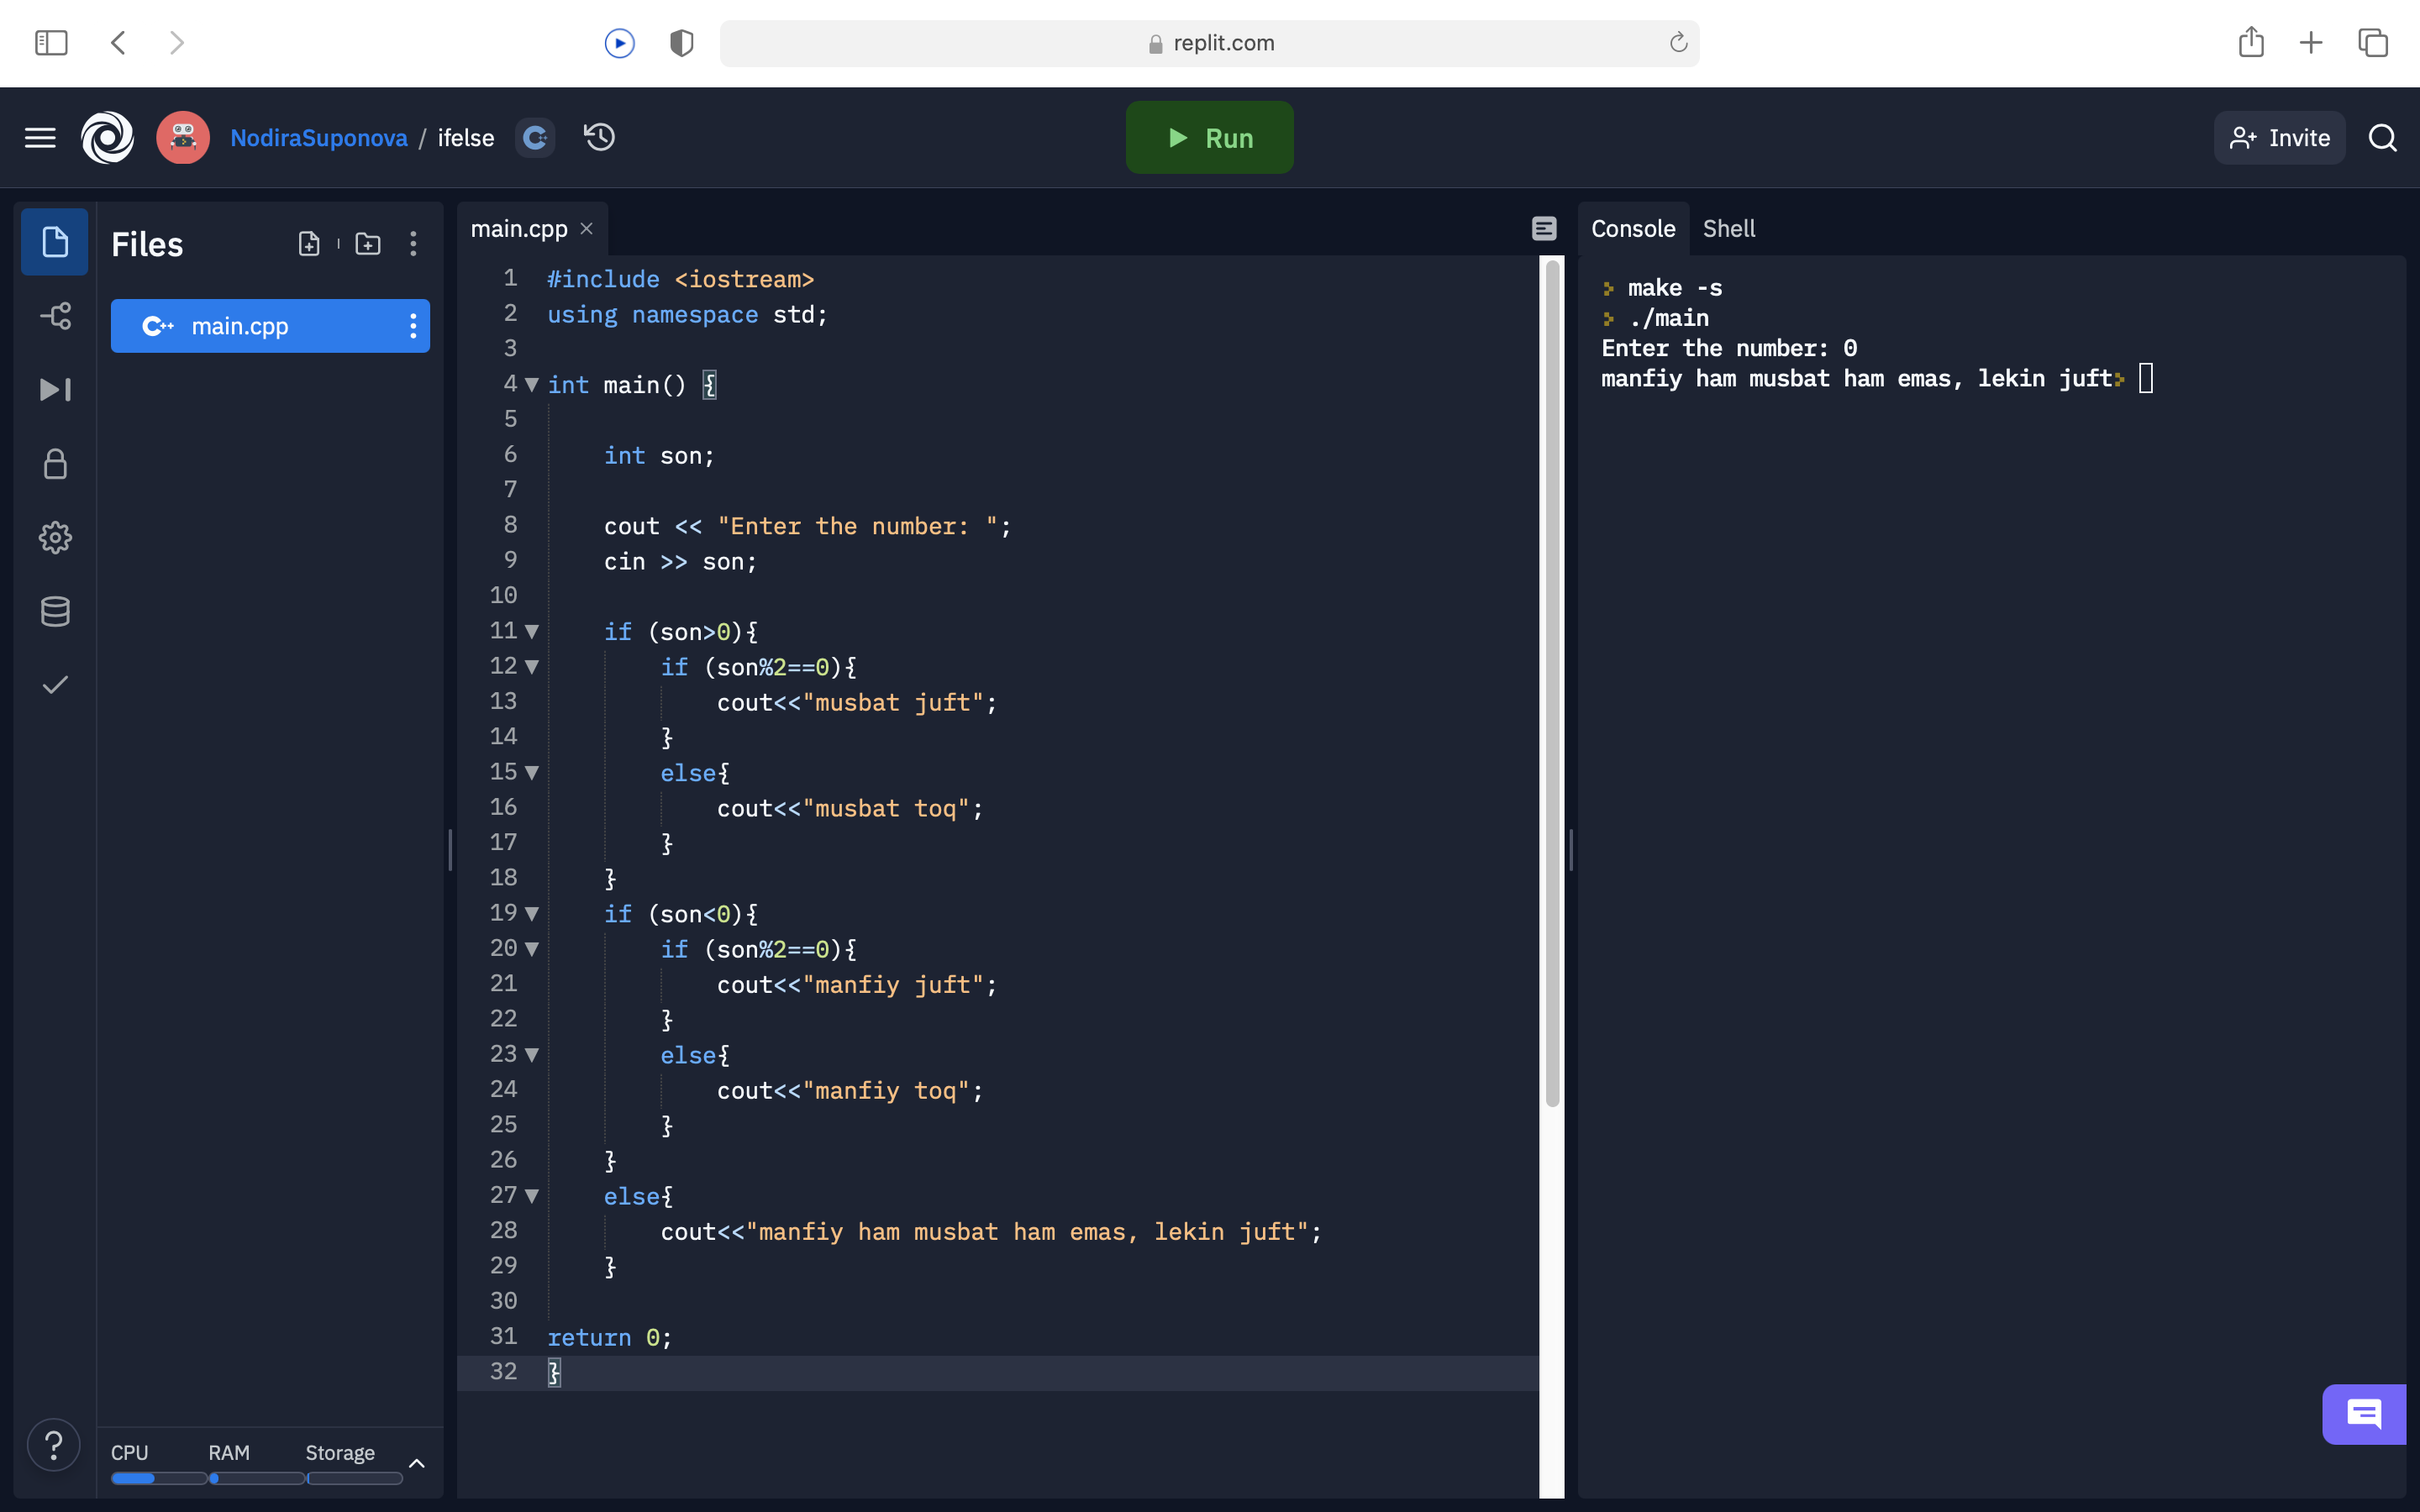 replit.com
NodiraSuponova / ifelse
Run
Invite
Files
main.cpp
CPU RAM Storage
main.cpp
1 #include <iostream>
2 using namespace std;
3
4 int main() {
5
6     int son;
7
8     cout << "Enter the number: ";
9     cin >> son;
10
11     if (son>0){
12         if (son%2==0){
13             cout<<"musbat juft";
14         }
15         else{
16             cout<<"musbat toq";
17         }
18     }
19     if (son<0){
20         if (son%2==0){
21             cout<<"manfiy juft";
22         }
23         else{
24             cout<<"manfiy toq";
25         }
26     }
27     else{
28         cout<<"manfiy ham musbat ham emas, lekin juft";
29     }
30
31 return 0;
32 }
Console Shell
make -s
./main
Enter the number: 0
manfiy ham musbat ham emas, lekin juft